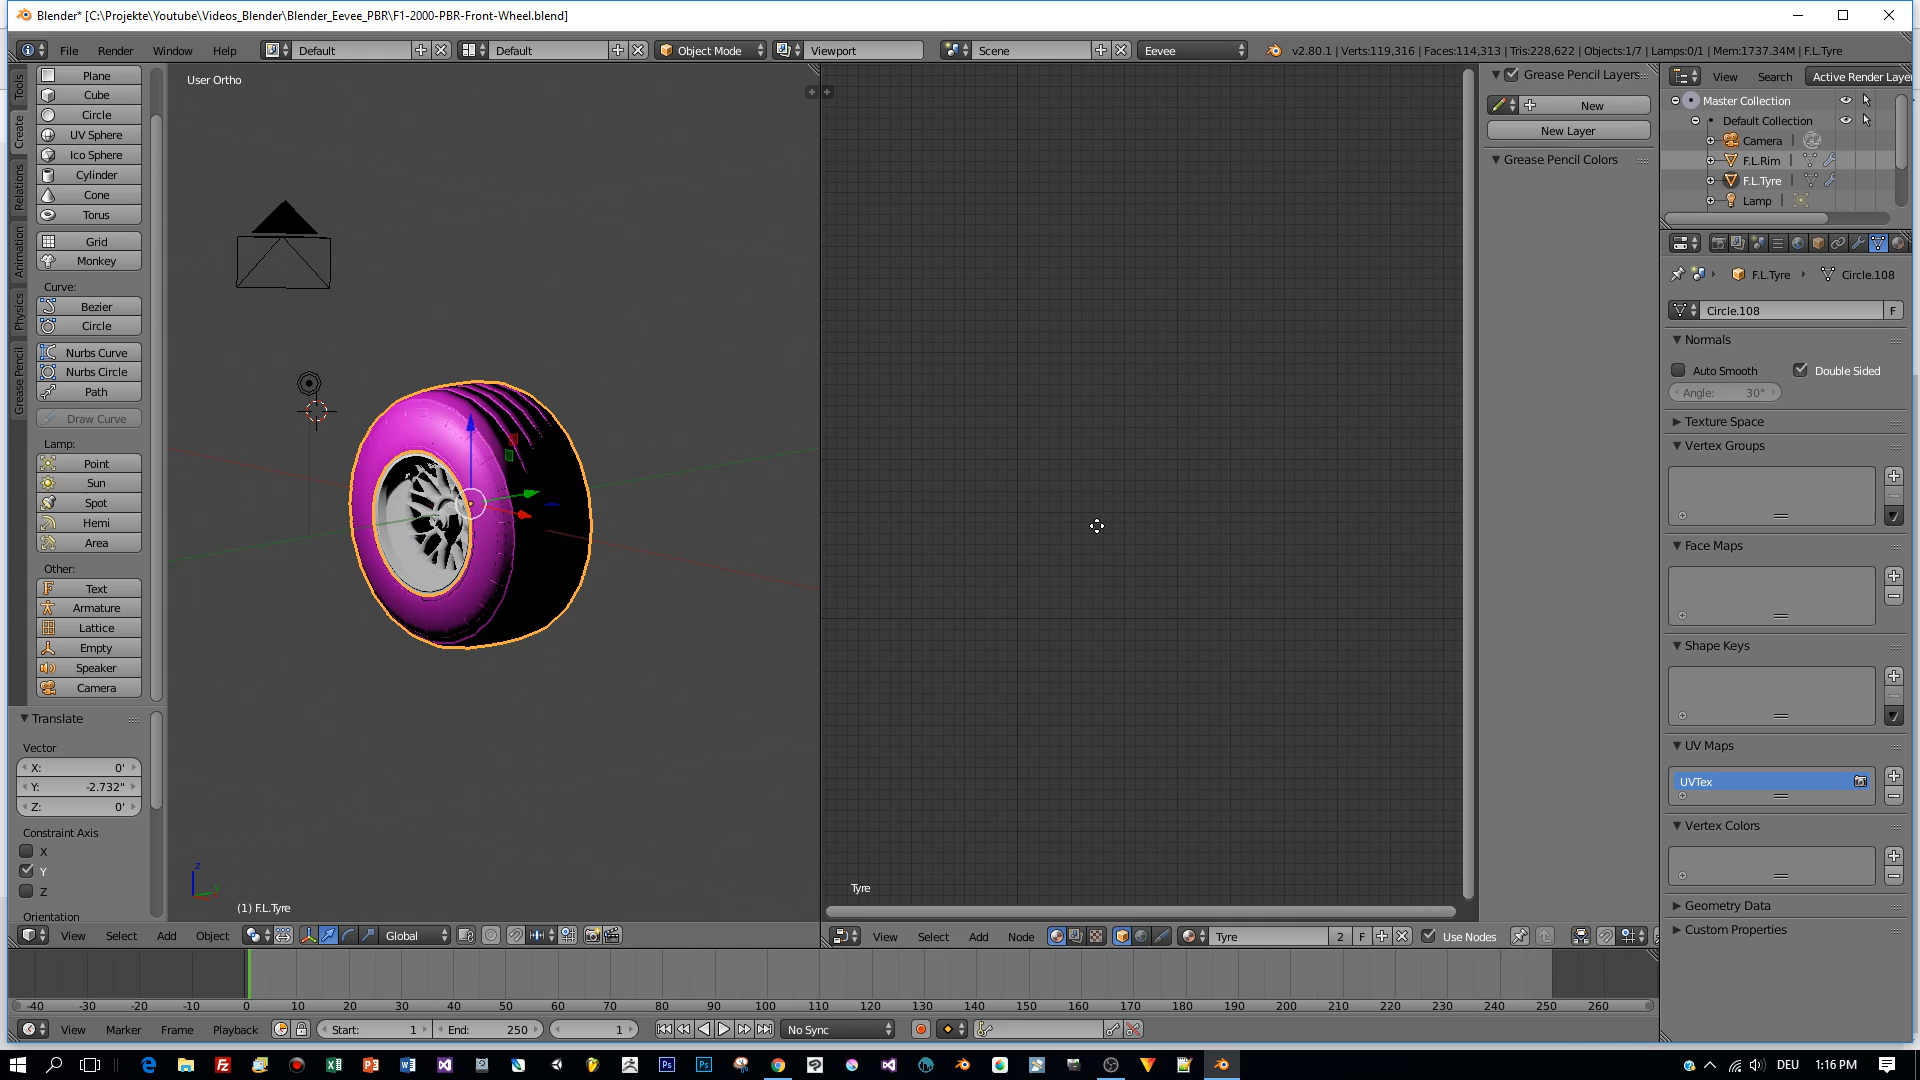 Blender* [C:\Projekte\Youtube\Videos_Blender\Blender_Eevee_PBR\F1-2000-PBR-Front-Wheel.blend]
File Render Window Help Default Default Object Mode Viewport Scene Eevee v2.80.1 | Verts:119,316 | Faces:114,313 | Tris:228,622 | Objects:1/7 | Lamps:0/1 | Mem:1737.34M | F.L.Tyre
Tools
Create
Relations
Animation
Physics
Grease Pencil
Plane
Cube
Circle
UV Sphere
Ico Sphere
Cylinder
Cone
Torus
Grid
Monkey
Curve:
Bezier
Circle
Nurbs Curve
Nurbs Circle
Path
Draw Curve
Lamp:
Point
Sun
Spot
Hemi
Area
Other:
Text
Armature
Lattice
Empty
Speaker
Camera
Translate
Vector
X: 0'
Y: -2.732"
Z: 0'
Constraint Axis
X
Y
Z
Orientation
User Ortho
z
y
(1) F.L.Tyre
View Select Add Object Global
Tyre
View Select Add Node Tyre 2 F Use Nodes
Grease Pencil Layers
New
New Layer
Grease Pencil Colors
View Search Active Render Laye
Master Collection
Default Collection
Camera
F.L.Rim
F.L.Tyre
Lamp
F.L.Tyre Circle.108
Circle.108 F
Normals
Auto Smooth Double Sided
Angle: 30°
Texture Space
Vertex Groups
Face Maps
Shape Keys
UV Maps
UVTex
Vertex Colors
Geometry Data
Custom Properties
-40 -30 -20 -10 0 10 20 30 40 50 60 70 80 90 100 110 120 130 140 150 160 170 180 190 200 210 220 230 240 250 260
View Marker Frame Playback Start: 1 End: 250 1 No Sync
DEU 1:16 PM